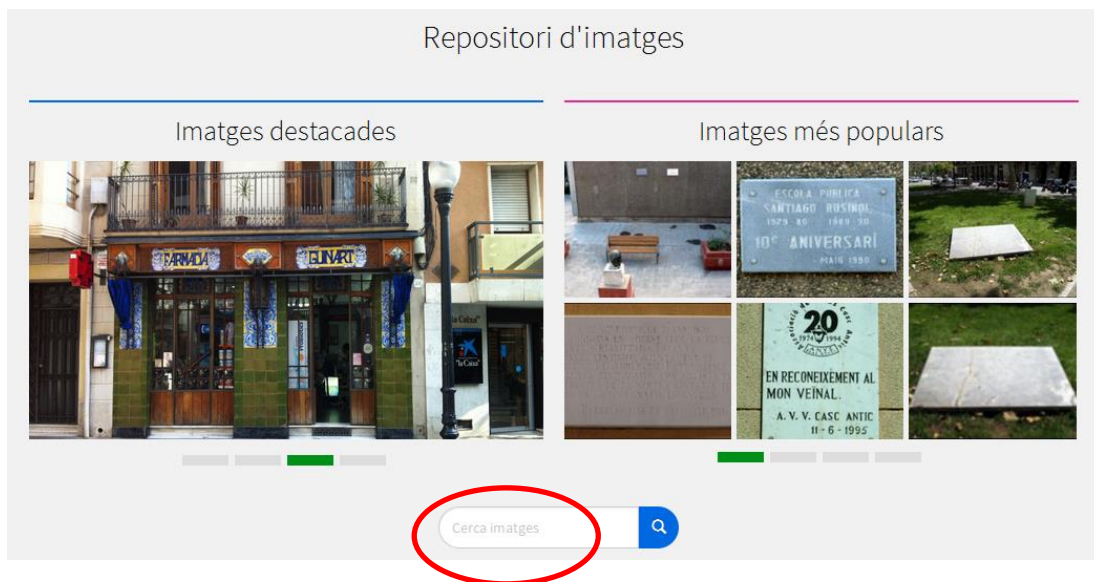 Repositori d'imatges
Imatges destacades
FARMACIA
GUINART
"la Caixa"
Imatges més populars
ESCOLA PUBLICA
SANTIAGO RUSIÑOL
1979-80 1989-90
10è ANIVERSARI
MAIG 1990
20
1974 1994
EN RECONEIXEMENT AL
MON VEÏNAL.
A. V. V. CASC ANTIC
11 - 6 - 1995
Cerca imatges